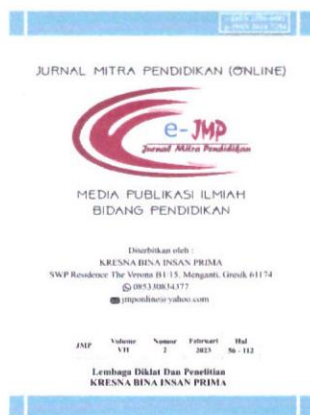 JURNAL MITRA PENDIDIKAN (ONLINE)
e-JMP
Jurnal Mitra Pendidikan
MEDIA PUBLIKASI ILMIAH
BIDANG PENDIDIKAN
Diterbitkan oleh :
KRESNA BINA INSAN PRIMA
SWP Residence The Verona B1/15, Menganti, Gresik 61174
085330834377
jmponline@yahoo.com
JMP Volume VII Nomor 2 Februari 2023 Hal 56 - 112
Lembaga Diklat Dan Penelitian
KRESNA BINA INSAN PRIMA